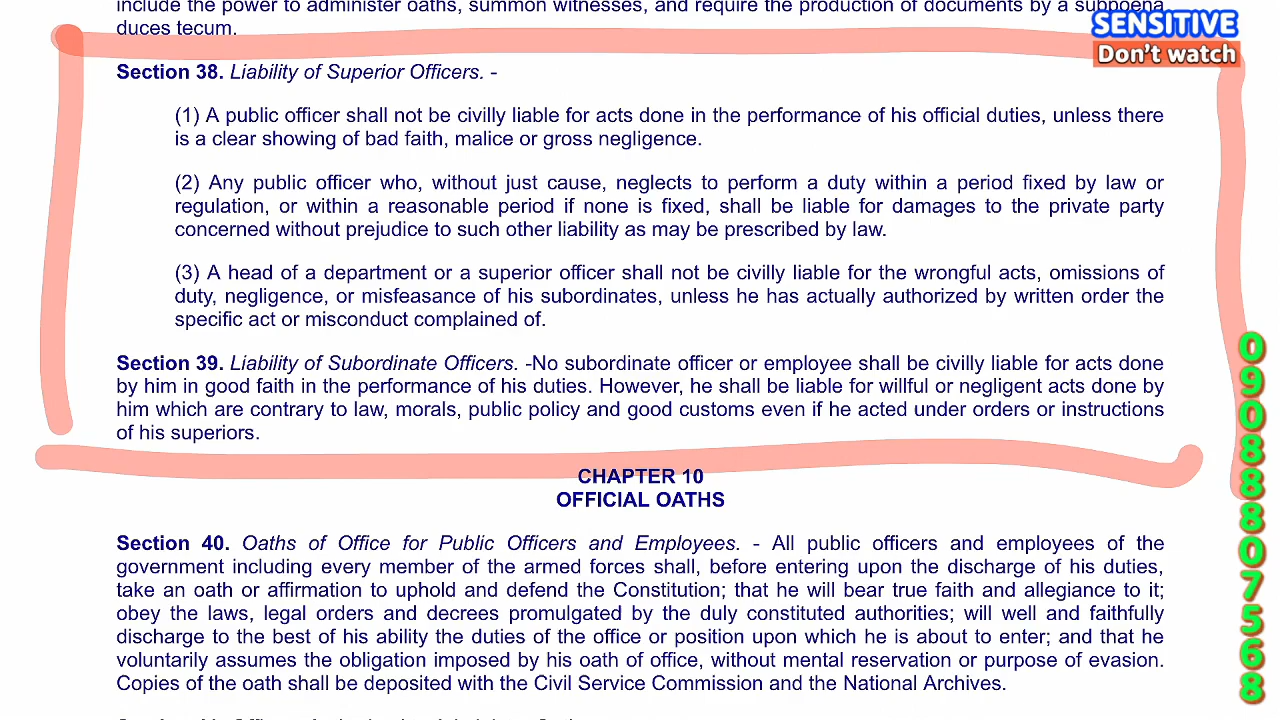 include the power to administer oaths, summon witnesses, and require the production of documents by a subpoena
duces tecum.
SENSITIVE
Don't watch
Section 38. Liability of Superior Officers. -
(1) A public officer shall not be civilly liable for acts done in the performance of his official duties, unless there
is a clear showing of bad faith, malice or gross negligence.
(2) Any public officer who, without just cause, neglects to perform a duty within a period fixed by law or
regulation, or within a reasonable period if none is fixed, shall be liable for damages to the private party
concerned without prejudice to such other liability as may be prescribed by law.
(3) A head of a department or a superior officer shall not be civilly liable for the wrongful acts, omissions of
duty, negligence, or misfeasance of his subordinates, unless he has actually authorized by written order the
specific act or misconduct complained of.
Section 39. Liability of Subordinate Officers. -No subordinate officer or employee shall be civilly liable for acts done
by him in good faith in the performance of his duties. However, he shall be liable for willful or negligent acts done by
him which are contrary to law, morals, public policy and good customs even if he acted under orders or instructions
of his superiors.
CHAPTER 10
OFFICIAL OATHS
Section 40. Oaths of Office for Public Officers and Employees. - All public officers and employees of the
government including every member of the armed forces shall, before entering upon the discharge of his duties,
take an oath or affirmation to uphold and defend the Constitution; that he will bear true faith and allegiance to it;
obey the laws, legal orders and decrees promulgated by the duly constituted authorities; will well and faithfully
discharge to the best of his ability the duties of the office or position upon which he is about to enter; and that he
voluntarily assumes the obligation imposed by his oath of office, without mental reservation or purpose of evasion.
Copies of the oath shall be deposited with the Civil Service Commission and the National Archives.
09088807568